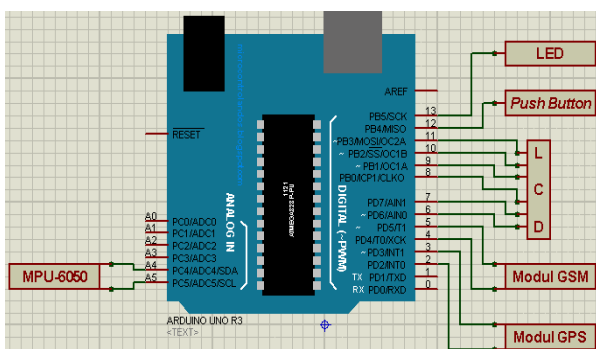 LED
AREF
PB5/SCK 13
PB4/MISO 12
~PB3/MOSI/OC2A 11
~PB2/SS/OC1B 10
~PB1/OC1A 9
PB0/ICP1/CLKO 8
PD7/AIN1 7
~PD6/AIN0 6
~PD5/T1 5
PD4/T0/XCK 4
~PD3/INT1 3
PD2/INT0 2
TX PD1/TXD 1
RX PD0/RXD 0
Push Button
L
C
D
Modul GSM
Modul GPS
RESET
DIGITAL (~PWM)
ANALOG IN
1121
A0 PC0/ADC0
A1 PC1/ADC1
A2 PC2/ADC2
A3 PC3/ADC3
A4 PC4/ADC4/SDA
A5 PC5/ADC5/SCL
MPU-6050
ARDUINO UNO R3
<TEXT>